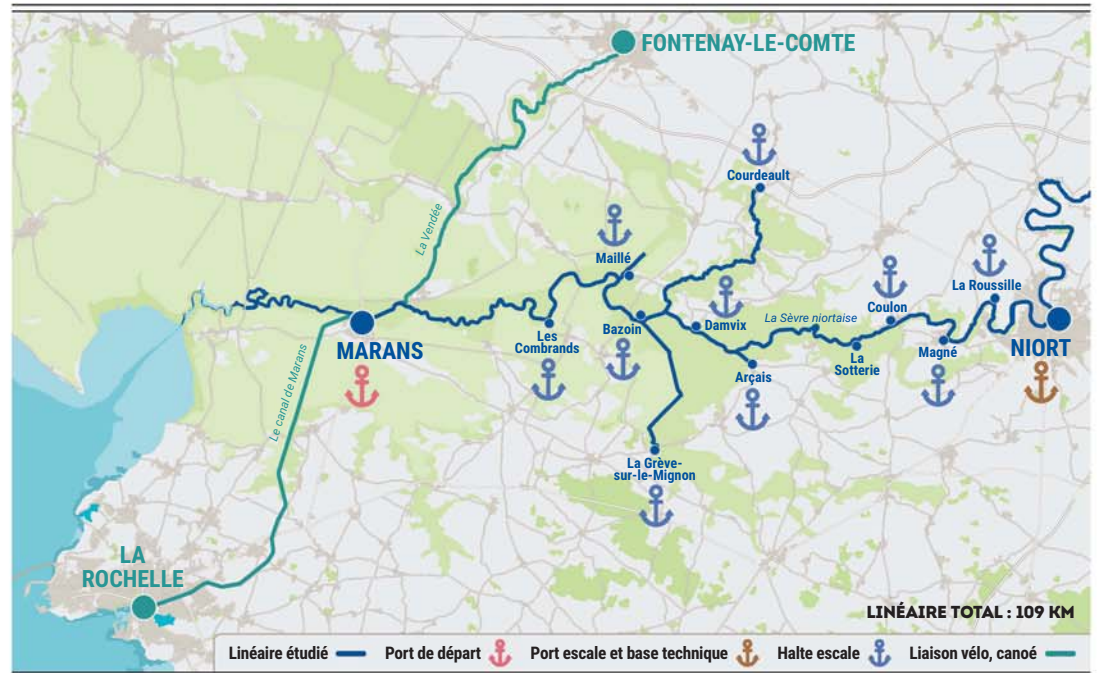 FONTENAY-LE-COMTE
Courdeault
La Vendée
Maillé
La Roussille
Coulon
Damvix
La Sèvre niortaise
Bazoin
Les
Combrands
MARANS
La
Sotterie
Magné
NIORT
Arçais
Le canal de Marans
La Grève-
sur-le-Mignon
LA
ROCHELLE
LINÉAIRE TOTAL : 109 KM
Linéaire étudié Port de départ Port escale et base technique Halte escale Liaison vélo, canoé